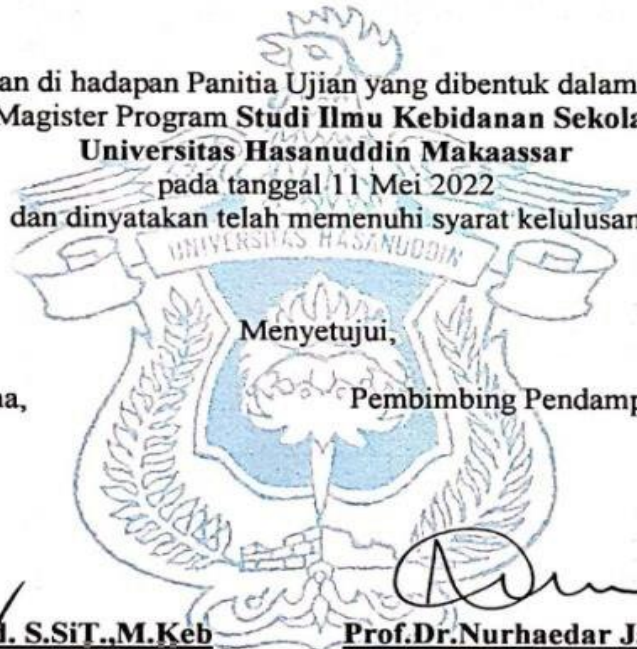 an di hadapan Panitia Ujian yang dibentuk dalam
Magister Program Studi Ilmu Kebidanan Sekola
Universitas Hasanuddin Makaassar
pada tanggal 11 Mei 2022
dan dinyatakan telah memenuhi syarat kelulusan
UNIVERSITAS HASANUDDIN
Menyetujui,
na, Pembimbing Pendamp
S.SiT.,M.Keb Prof.Dr.Nurhaedar J